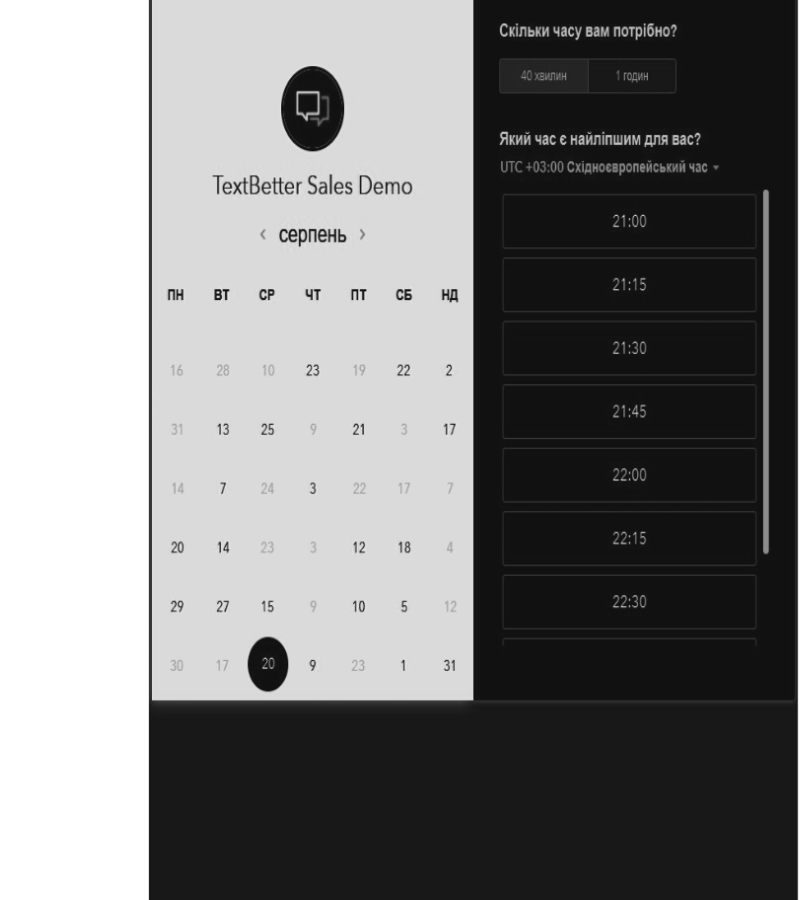 TextBetter Sales Demo
‹ серпень ›
ПН ВТ СР ЧТ ПТ СБ НД
16 28 10 23 19 22 2
31 13 25 9 21 3 17
14 7 24 3 22 17 7
20 14 23 3 12 18 4
29 27 15 9 10 5 12
30 17 20 9 23 1 31
Скільки часу вам потрібно?
40 хвилин 1 годин
Який час є найліпшим для вас?
UTC +03:00 Східноєвропейський час
21:00
21:15
21:30
21:45
22:00
22:15
22:30